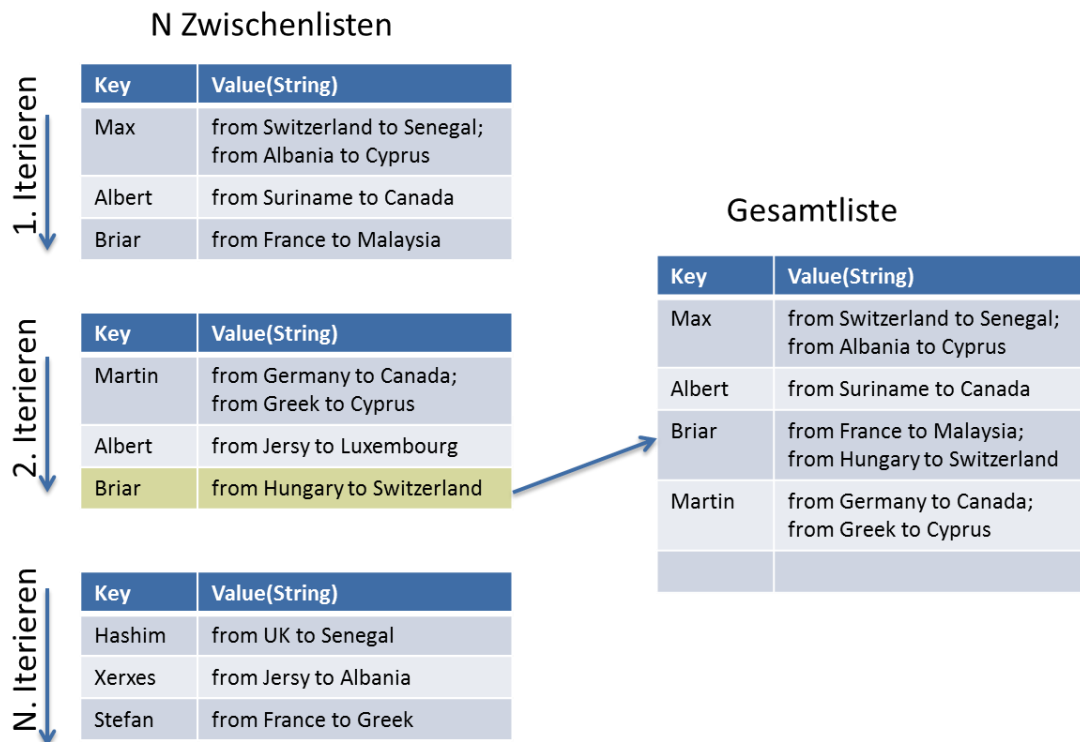 N Zwischenlisten
1. Iterieren
Key Value(String)
Max from Switzerland to Senegal;
from Albania to Cyprus
Albert from Suriname to Canada
Briar from France to Malaysia
2. Iterieren
Key Value(String)
Martin from Germany to Canada;
from Greek to Cyprus
Albert from Jersy to Luxembourg
Briar from Hungary to Switzerland
N. Iterieren
Key Value(String)
Hashim from UK to Senegal
Xerxes from Jersy to Albania
Stefan from France to Greek
Gesamtliste
Key Value(String)
Max from Switzerland to Senegal;
from Albania to Cyprus
Albert from Suriname to Canada
Briar from France to Malaysia;
from Hungary to Switzerland
Martin from Germany to Canada;
from Greek to Cyprus